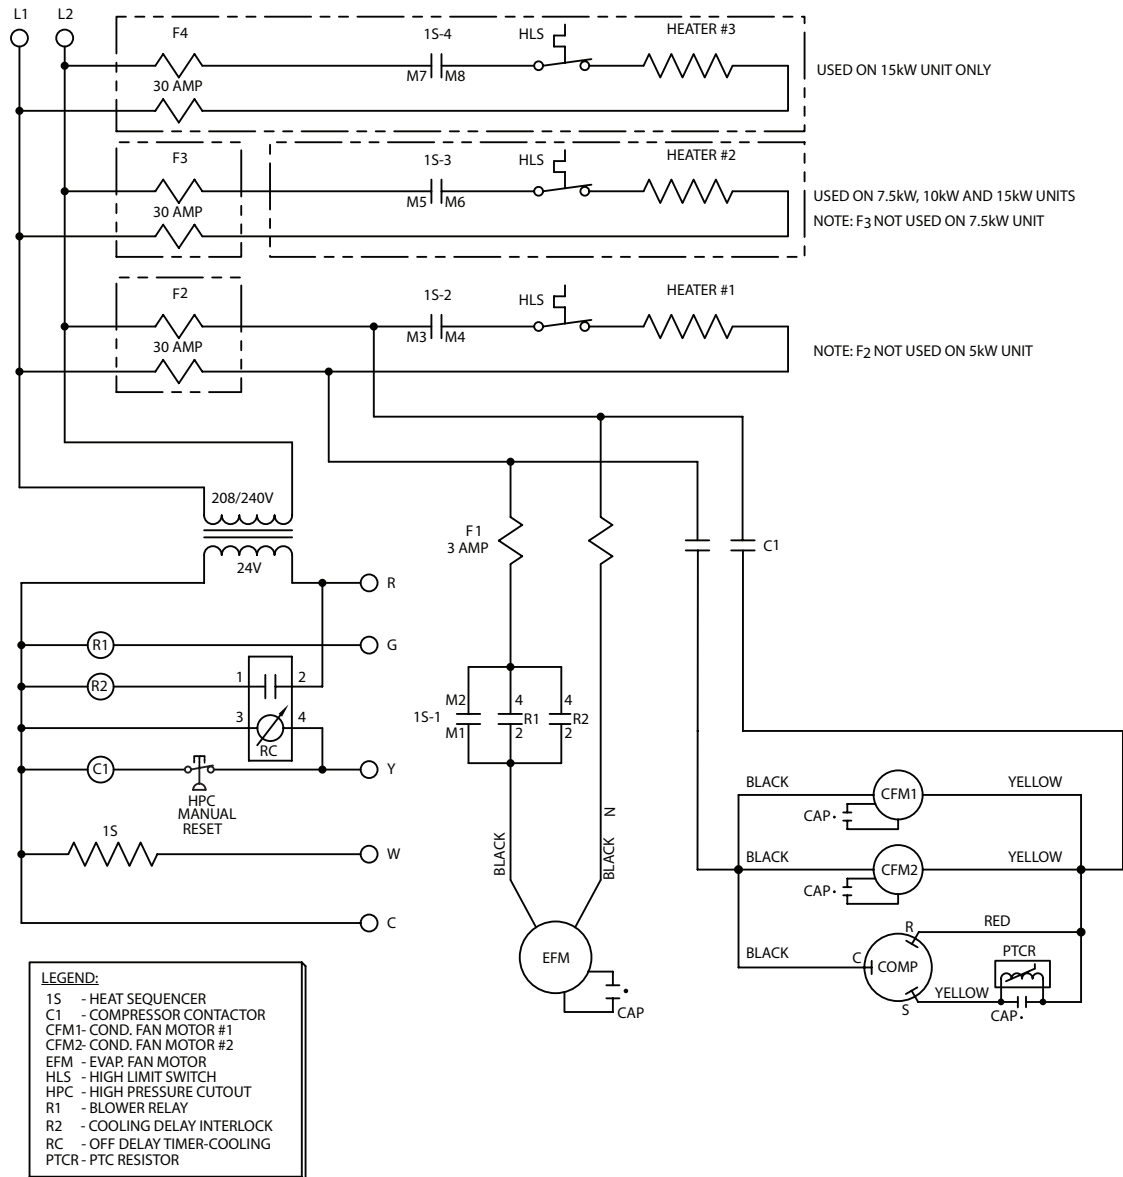 L1 L2
F4 1S-4 HLS HEATER #3
M7 M8
30 AMP
USED ON 15kW UNIT ONLY
F3 1S-3 HLS HEATER #2
M5 M6
30 AMP
USED ON 7.5kW, 10kW AND 15kW UNITS
NOTE: F3 NOT USED ON 7.5kW UNIT
F2 1S-2 HLS HEATER #1
M3 M4
30 AMP
NOTE: F2 NOT USED ON 5kW UNIT
208/240V
24V
F1
3 AMP
C1
R
R1 G
R2 1 2
3 4
RC
C1 Y
HPC
MANUAL
RESET
1S W
C
M2 4 4
1S-1 R1 R2
M1 2 2
BLACK
BLACK N
EFM
CAP
BLACK CFM1 YELLOW
CAP.
BLACK CFM2 YELLOW
CAP.
R RED
BLACK C COMP PTCR
S YELLOW
CAP.
LEGEND:
1S - HEAT SEQUENCER
C1 - COMPRESSOR CONTACTOR
CFM1- COND. FAN MOTOR #1
CFM2- COND. FAN MOTOR #2
EFM - EVAP. FAN MOTOR
HLS - HIGH LIMIT SWITCH
HPC - HIGH PRESSURE CUTOUT
R1 - BLOWER RELAY
R2 - COOLING DELAY INTERLOCK
RC - OFF DELAY TIMER-COOLING
PTCR - PTC RESISTOR